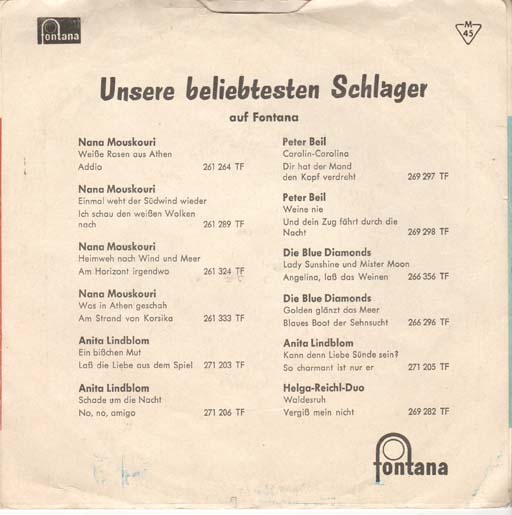 fontana
M
45
Unsere beliebtesten Schlager
auf Fontana
Nana Mouskouri
Weiße Rosen aus Athen
Addio 261 264 TF
Nana Mouskouri
Einmal weht der Südwind wieder
Ich schau den weißen Wolken
nach 261 289 TF
Nana Mouskouri
Heimweh nach Wind und Meer
Am Horizont irgendwo 261 324 TF
Nana Mouskouri
Was in Athen geschah
Am Strand von Korsika 261 333 TF
Anita Lindblom
Ein bißchen Mut
Laß die Liebe aus dem Spiel 271 203 TF
Anita Lindblom
Schade um die Nacht
No, no, amigo 271 206 TF
Peter Beil
Carolin-Carolina
Dir hat der Mond
den Kopf verdreht 269 297 TF
Peter Beil
Weine nie
Und dein Zug fährt durch die
Nacht 269 298 TF
Die Blue Diamonds
Lady Sunshine und Mister Moon
Angelina, laß das Weinen 266 356 TF
Die Blue Diamonds
Golden glänzt das Meer
Blaues Boot der Sehnsucht 266 296 TF
Anita Lindblom
Kann denn Liebe Sünde sein?
So charmant ist nur er 271 205 TF
Helga-Reichl-Duo
Waldesruh
Vergiß mein nicht 269 282 TF
fontana